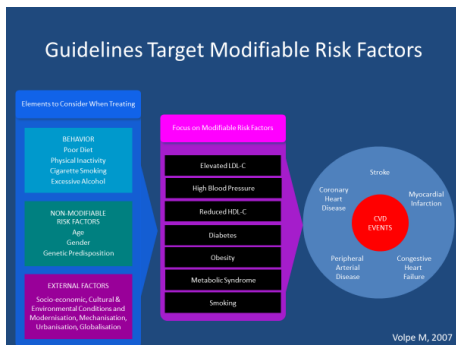 Guidelines Target Modifiable Risk Factors
Elements to Consider When Treating
BEHAVIOR
Poor Diet
Physical Inactivity
Cigarette Smoking
Excessive Alcohol
NON-MODIFIABLE
RISK FACTORS
Age
Gender
Genetic Predisposition
EXTERNAL FACTORS
Socio-economic, Cultural &
Environmental Conditions and
Modernisation, Mechanisation,
Urbanisation, Globalisation
Focus on Modifiable Risk Factors
Elevated LDL-C
High Blood Pressure
Reduced HDL-C
Diabetes
Obesity
Metabolic Syndrome
Smoking
Stroke
Coronary
Heart
Disease
Myocardial
Infarction
CVD
EVENTS
Peripheral
Arterial
Disease
Congestive
Heart
Failure
Volpe M, 2007